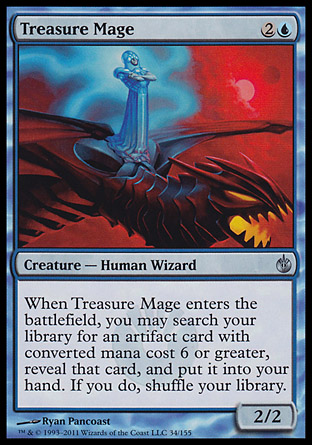 Treasure Mage 2
Creature — Human Wizard
When Treasure Mage enters the
battlefield, you may search your
library for an artifact card with
converted mana cost 6 or greater,
reveal that card, and put it into your
hand. If you do, shuffle your library.
Ryan Pancoast
™ & © 1993–2011 Wizards of the Coast LLC 34/155
2/2